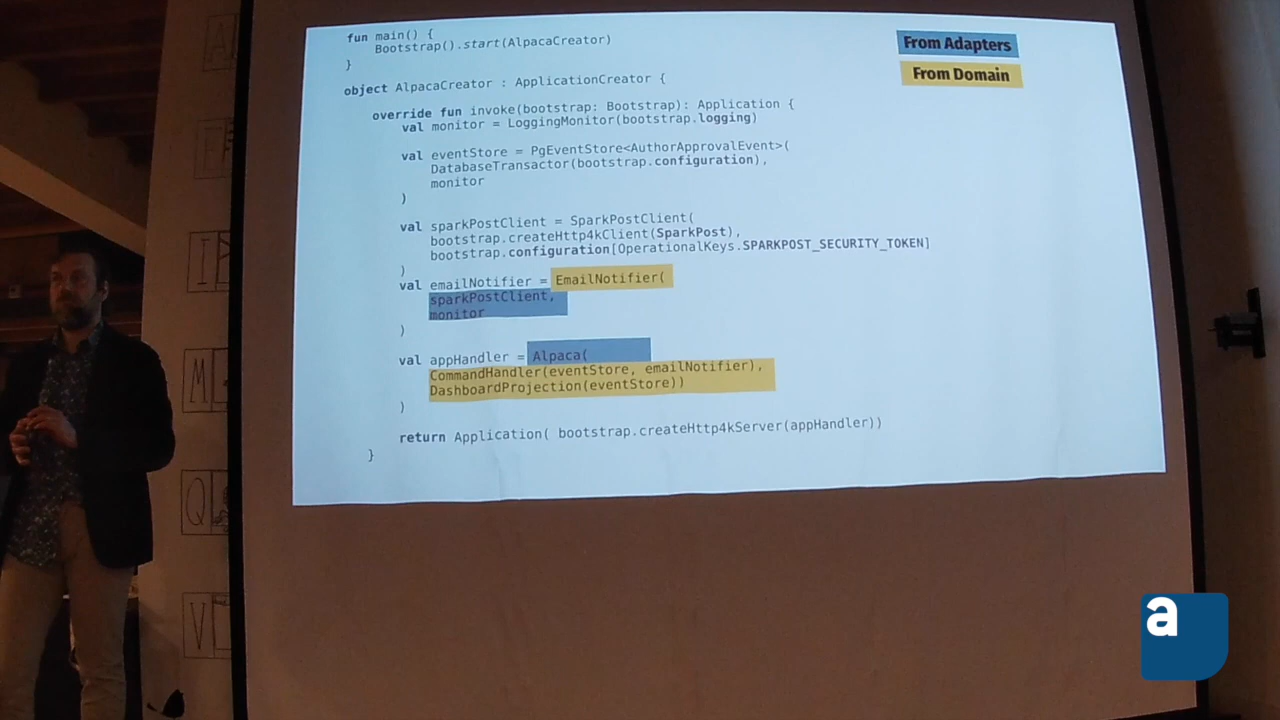 fun main() {
Bootstrap().start(AlpacaCreator)
}
object AlpacaCreator : ApplicationCreator {
override fun invoke(bootstrap: Bootstrap): Application {
val monitor = LoggingMonitor(bootstrap.logging)
val eventStore = PgEventStore<AuthorApprovalEvent>(
DatabaseTransactor(bootstrap.configuration),
monitor
)
val sparkPostClient = SparkPostClient(
bootstrap.createHttp4kClient(SparkPost),
bootstrap.configuration[OperationalKeys.SPARKPOST_SECURITY_TOKEN]
)
val emailNotifier = EmailNotifier(
sparkPostClient,
monitor
)
val appHandler = Alpaca(
CommandHandler(eventStore, emailNotifier),
DashboardProjection(eventStore))
)
return Application( bootstrap.createHttp4kServer(appHandler))
}
From Adapters
From Domain
I
M
Q
V
a